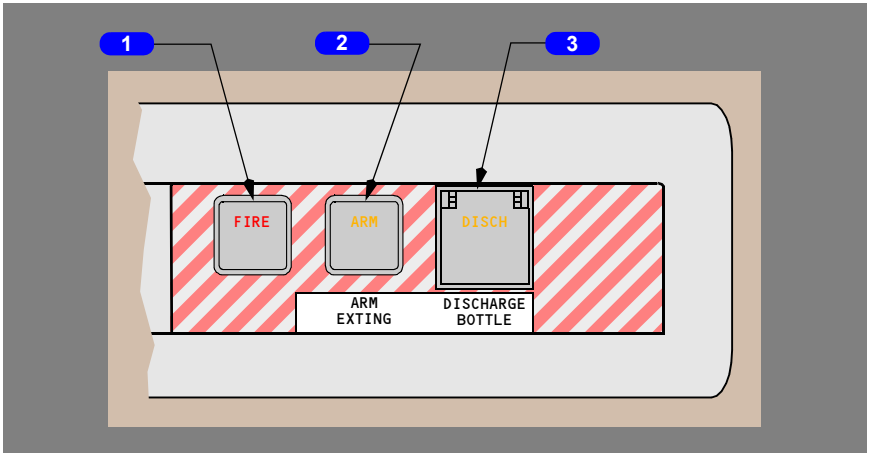 1
2
3
FIRE
ARM
DISCH
ARM
EXTING
DISCHARGE
BOTTLE